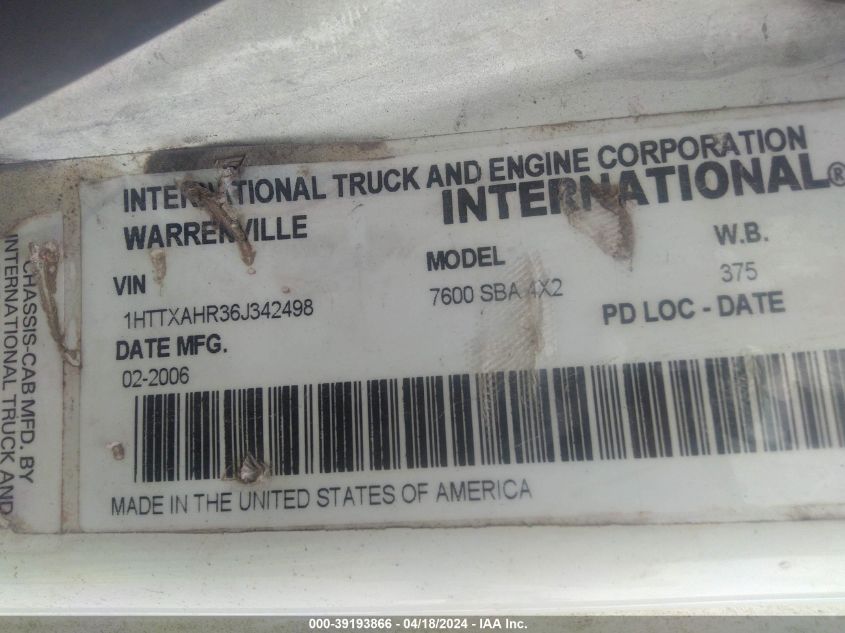 INTERNATIONAL TRUCK AND ENGINE CORPORATION
INTERNATIONAL®
WARRENVILLE
VIN
MODEL
W.B.
1HTTXAHR36J342498
7600 SBA 4X2
375
DATE MFG.
PD LOC - DATE
02-2006
MADE IN THE UNITED STATES OF AMERICA
CHASSIS-CAB MFD. BY
INTERNATIONAL TRUCK AND
000-39193866 - 04/18/2024 - IAA Inc.